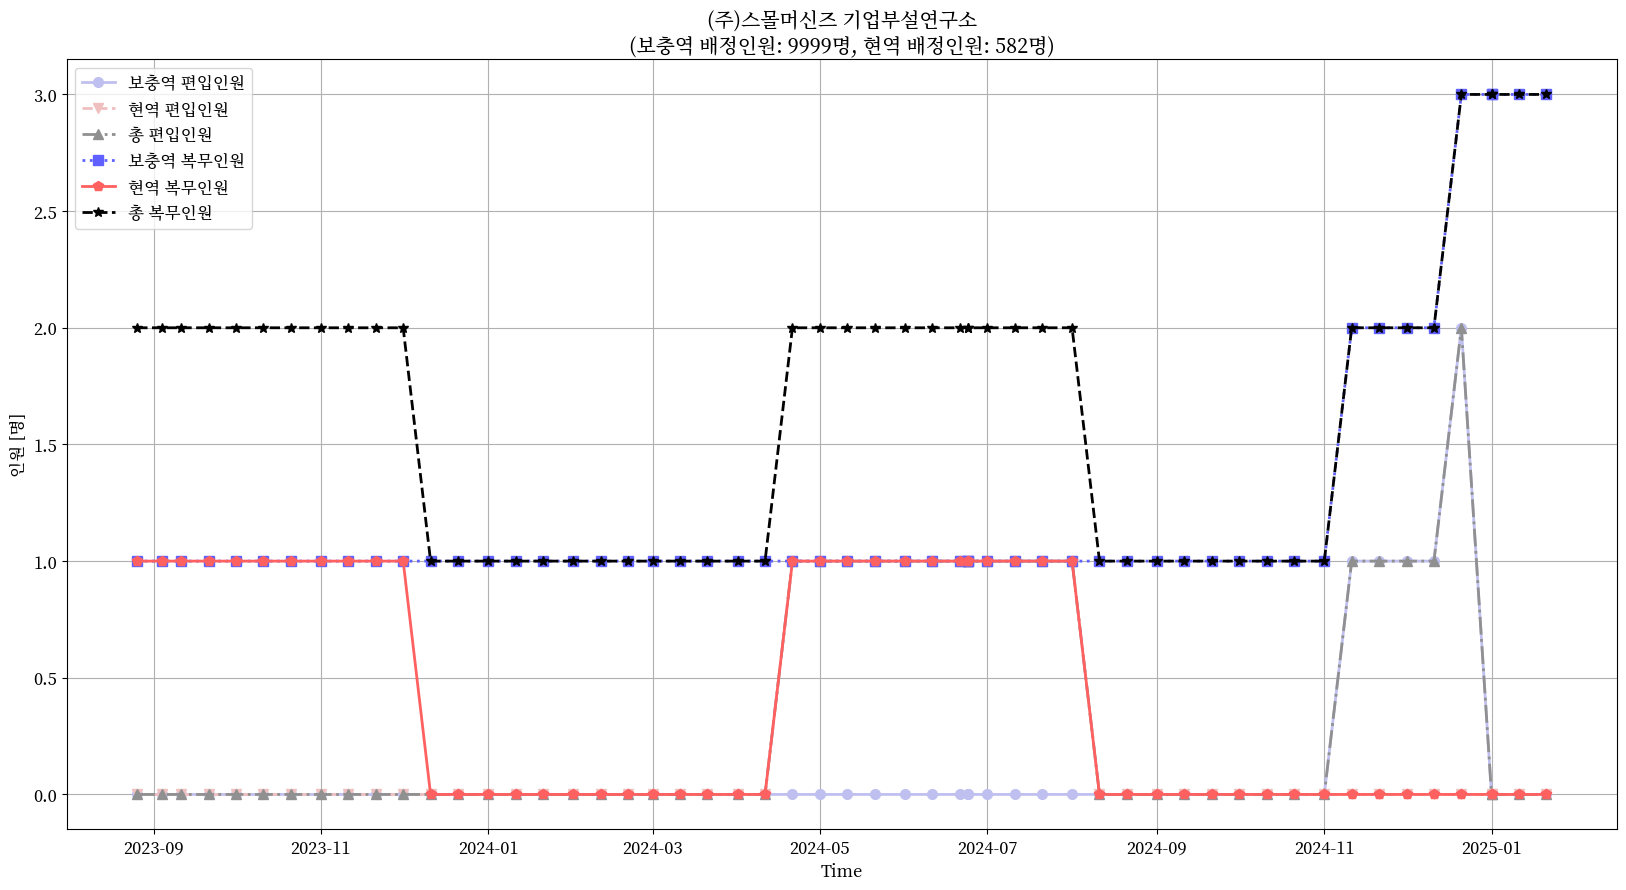 (주)스몰머신즈 기업부설연구소
(보충역 배정인원: 9999명, 현역 배정인원: 582명)
보충역 편입인원
현역 편입인원
총 편입인원
보충역 복무인원
현역 복무인원
총 복무인원
3.0
2.5
2.0
1.5
1.0
0.5
0.0
인원 [명]
2023-09 2023-11 2024-01 2024-03 2024-05 2024-07 2024-09 2024-11 2025-01
Time